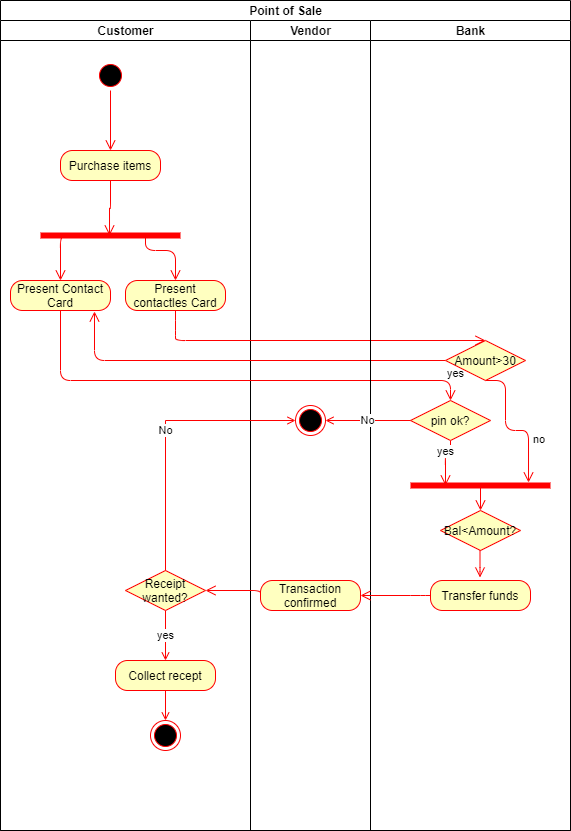 Point of Sale
Customer
Vendor
Bank
Purchase items
Present Contact
Card
Present
contactles Card
Amount>30
yes
pin ok?
No
No
yes
no
Bal<Amount?
Receipt
wanted?
Transaction
confirmed
Transfer funds
yes
Collect recept